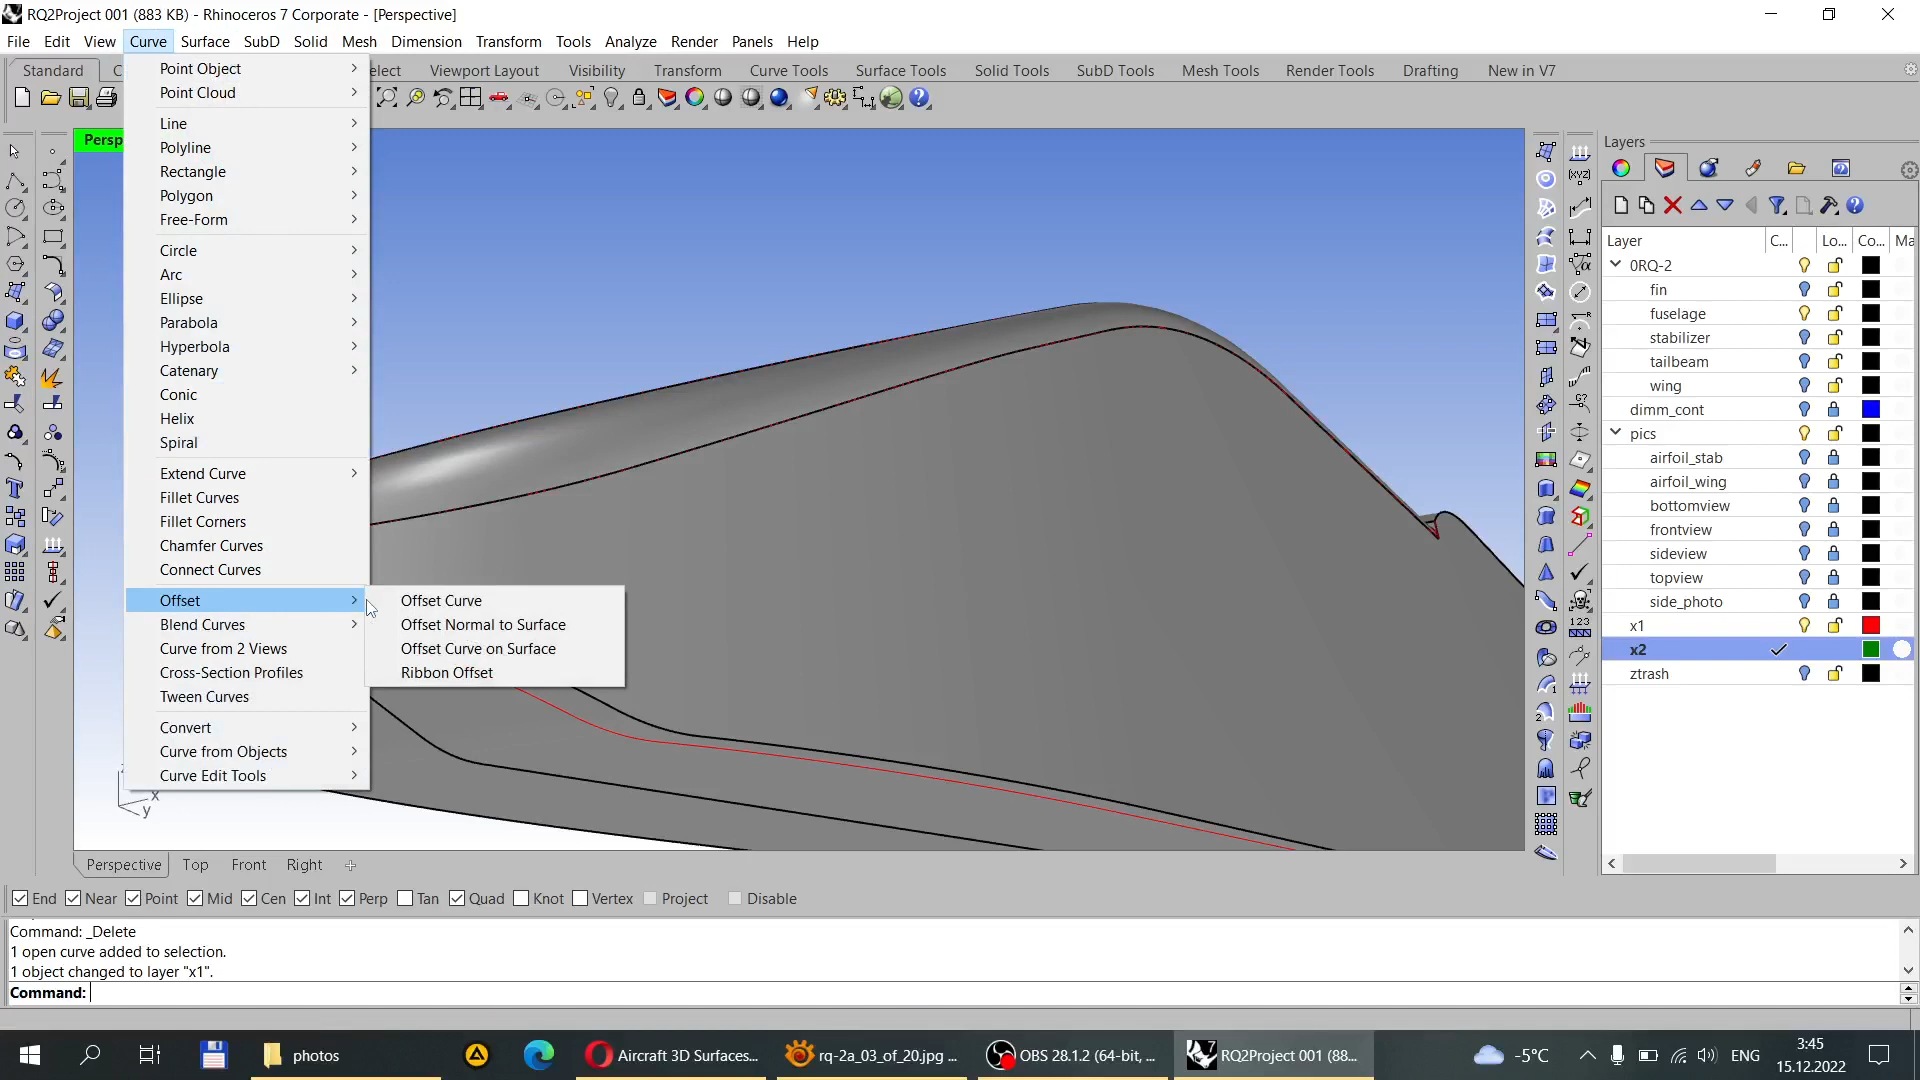 RQ2Project 001 (883 KB) - Rhinoceros 7 Corporate - [Perspective]
File Edit View Curve Surface SubD Solid Mesh Dimension Transform Tools Analyze Render Panels Help
Standard C elect Viewport Layout Visibility Transform Curve Tools Surface Tools Solid Tools SubD Tools Mesh Tools Render Tools Drafting New in V7
Persp
Point Object
Point Cloud
Line
Polyline
Rectangle
Polygon
Free-Form
Circle
Arc
Ellipse
Parabola
Hyperbola
Catenary
Conic
Helix
Spiral
Extend Curve
Fillet Curves
Fillet Corners
Chamfer Curves
Connect Curves
Offset
Blend Curves
Curve from 2 Views
Cross-Section Profiles
Tween Curves
Convert
Curve from Objects
Curve Edit Tools
Offset Curve
Offset Normal to Surface
Offset Curve on Surface
Ribbon Offset
x
y
Layers
Layer C... Lo... Co... Ma
0RQ-2
fin
fuselage
stabilizer
tailbeam
wing
dimm_cont
pics
airfoil_stab
airfoil_wing
bottomview
frontview
sideview
topview
side_photo
x1
x2
ztrash
Perspective Top Front Right
End Near Point Mid Cen Int Perp Tan Quad Knot Vertex Project Disable
Command: _Delete
1 open curve added to selection.
1 object changed to layer "x1".
Command:
photos
Aircraft 3D Surfaces...
rq-2a_03_of_20.jpg ...
OBS 28.1.2 (64-bit, ...
RQ2Project 001 (88...
-5°C
ENG
3:45
15.12.2022